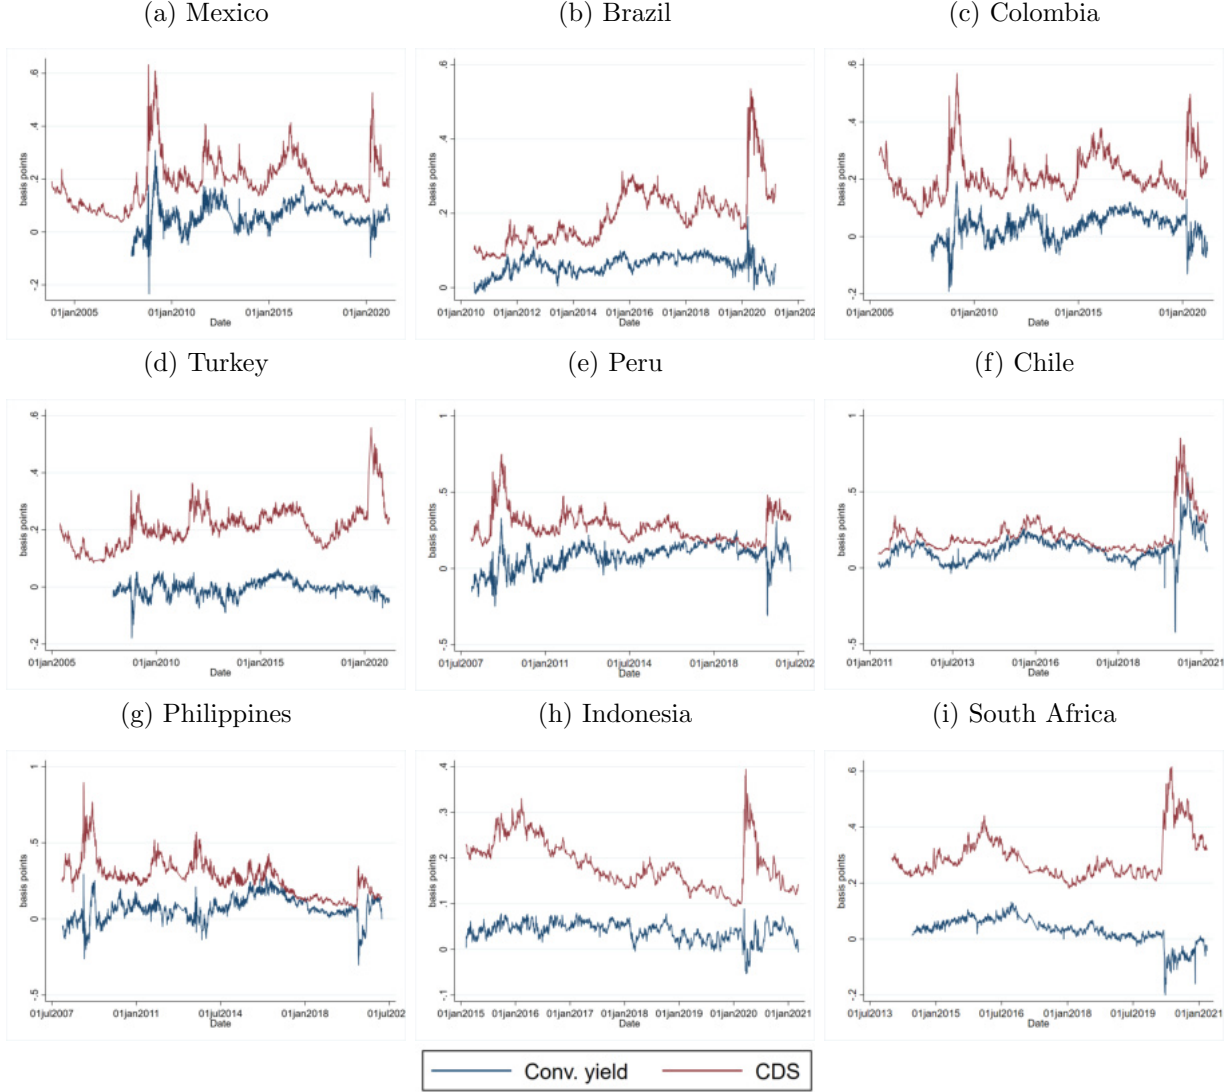 (a) Mexico
(b) Brazil
(c) Colombia
basis points
.6
.4
.2
0
-.2
01jan2005
01jan2010
01jan2015
01jan2020
Date
basis points
.6
.4
.2
0
01jan2010
01jan2012
01jan2014
01jan2016
01jan2018
01jan2020
01jan202
Date
basis points
.6
.4
.2
0
-.2
01jan2005
01jan2010
01jan2015
01jan2020
Date
(d) Turkey
(e) Peru
(f) Chile
basis points
.6
.4
.2
0
-.2
01jan2005
01jan2010
01jan2015
01jan2020
Date
basis points
1
.5
0
-.5
01jul2007
01jan2011
01jul2014
01jan2018
01jul202
Date
basis points
1
.5
0
-.5
01jan2011
01jul2013
01jan2016
01jul2018
01jan2021
Date
(g) Philippines
(h) Indonesia
(i) South Africa
basis points
1
.5
0
-.5
01jul2007
01jan2011
01jul2014
01jan2018
01jul202
Date
basis points
.4
.3
.2
.1
0
-.1
01jan2015
01jan2016
01jan2017
01jan2018
01jan2019
01jan2020
01jan2021
Date
basis points
.6
.4
.2
0
-.2
01jul2013
01jan2015
01jul2016
01jan2018
01jul2019
01jan2021
Date
Conv. yield
CDS